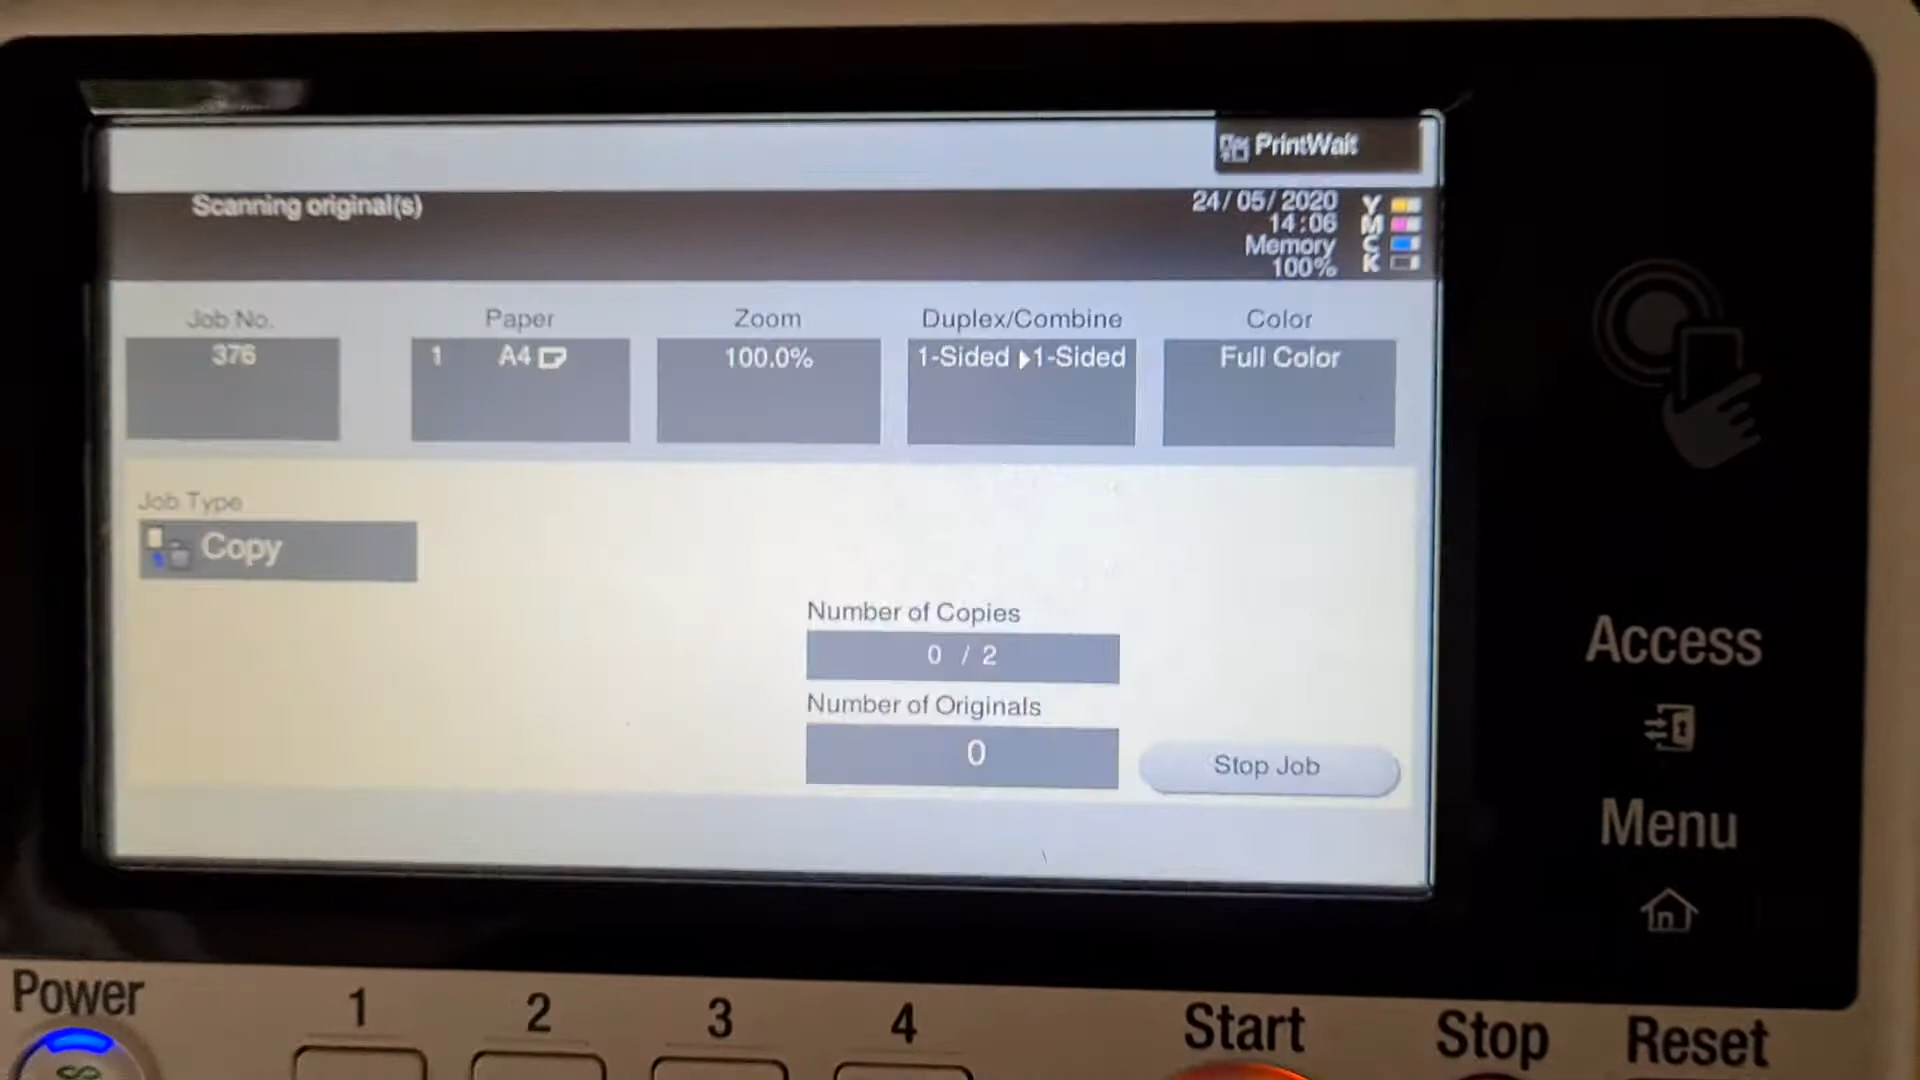 PrintWait
Scanning original(s)
24/05/2020
14:06
Memory
100%
Y
M
C
K
Job No.
Paper
Zoom
Duplex/Combine
Color
376
1 A4
100.0%
1-Sided ▶1-Sided
Full Color
Job Type
Copy
Number of Copies
0 / 2
Number of Originals
0
Stop Job
Access
Menu
Power
1
2
3
4
Start
Stop
Reset